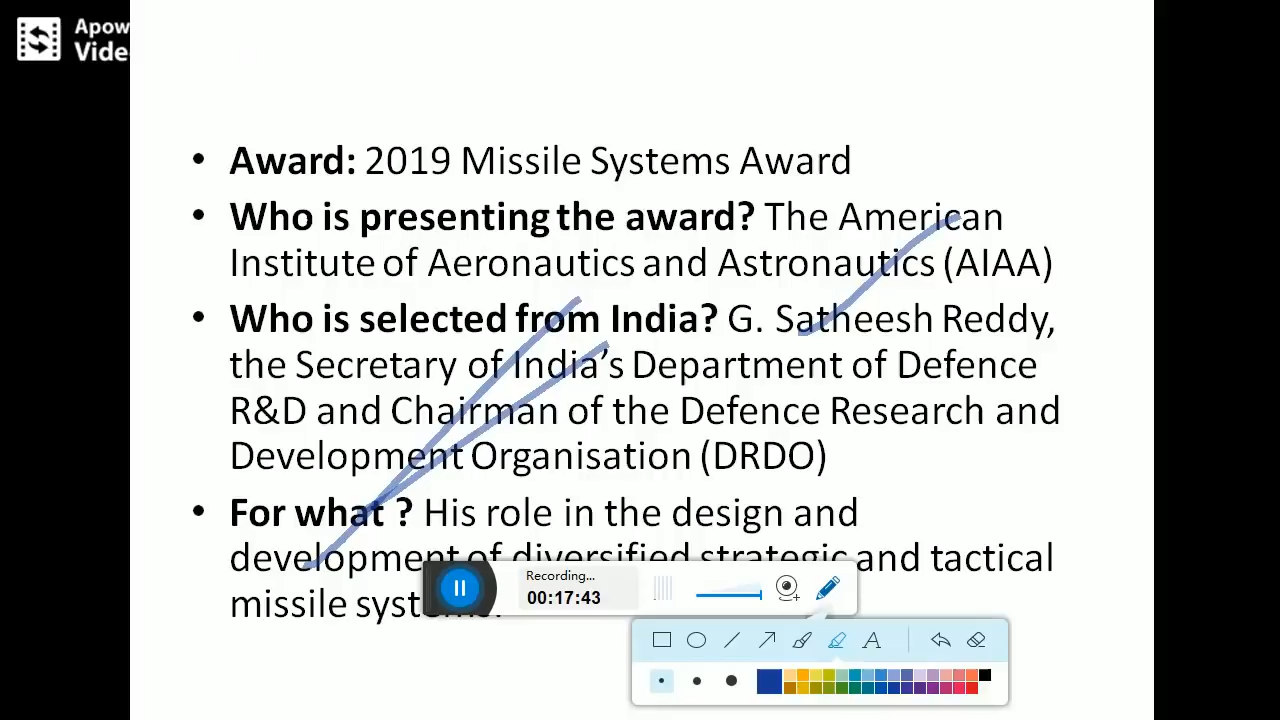 Apow
Vide
• Award: 2019 Missile Systems Award
• Who is presenting the award? The American
Institute of Aeronautics and Astronautics (AIAA)
• Who is selected from India? G. Satheesh Reddy,
the Secretary of India's Department of Defence
R&D and Chairman of the Defence Research and
Development Organisation (DRDO)
• For what ? His role in the design and
development of diversified strategic and tactical
missile systems.
Recording...
00:17:43
A